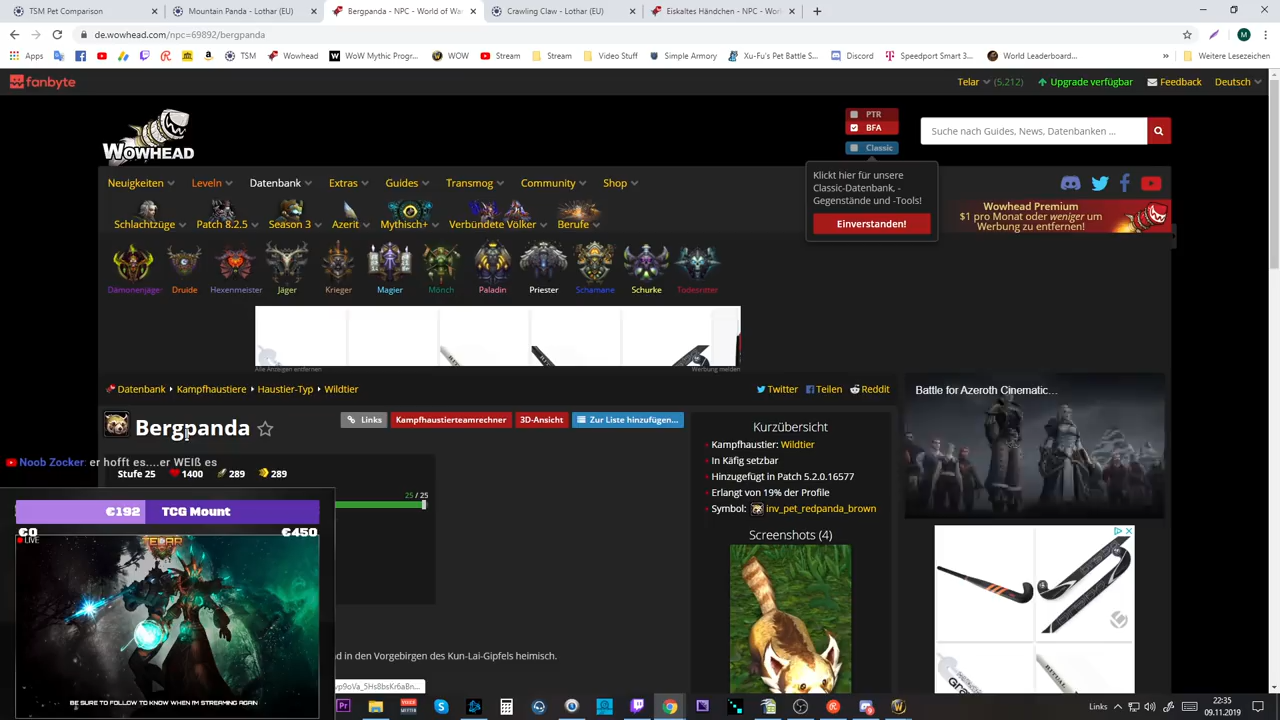 TSM Pet Comparison
Mountain Panda - Lothar (EU)
Bergpanda - NPC - World of Wa
Crawling Claw - Lothar (EU)
Eiskaltes Händchen - NPC - Worl
de.wowhead.com/npc=69892/bergpanda
Apps
TSM
Wowhead
WoW Mythic Progr...
WOW
Stream
Stream
Video Stuff
Simple Armory
Xu-Fu's Pet Battle S...
Discord
Speedport Smart 3...
World Leaderboard...
Weitere Lesezeichen
fanbyte
Telar (5,212)
Upgrade verfügbar
Feedback
Deutsch
WOWHEAD
PTR
BFA
Classic
Suche nach Guides, News, Datenbanken ...
Klickt hier für unsere
Classic-Datenbank, -
Gegenstände und -Tools!
Einverstanden!
Neuigkeiten Leveln Datenbank Extras Guides Transmog Community Shop
Wowhead Premium
$1 pro Monat oder weniger um
Werbung zu entfernen!
Schlachtzüge Patch 8.2.5 Season 3 Azerit Mythisch+ Verbündete Völker Berufe
Dämonenjäge Druide Hexenmeister Jäger Krieger Magier Mönch Paladin Priester Schamane Schurke Todesritter
Alle Anzeigen entfernen
Werbung melden
Datenbank Kampfhaustiere Haustier-Typ Wildtier
Twitter Teilen Reddit
Battle for Azeroth Cinematic...
Bergpanda
Links
Kampfhaustierteamrechner
3D-Ansicht
Zur Liste hinzufügen...
Kurzübersicht
Kampfhaustier: Wildtier
In Käfig setzbar
Hinzugefügt in Patch 5.2.0.16577
Erlangt von 19% der Profile
Symbol: inv_pet_redpanda_brown
Screenshots (4)
Noob Zocker: er hofft es....er WEIß es
Stufe 25 1400 289 289
25 / 25
€192 TCG Mount
€0 €450
LIVE
TELAR
BE SURE TO FOLLOW TO KNOW WHEN I'M STREAMING AGAIN
d in den Vorgebirgen des Kun-Lai-Gipfels heimisch.
vp9oVa_5Hs8bsKr6aBn...
Links
22:35
09.11.2019